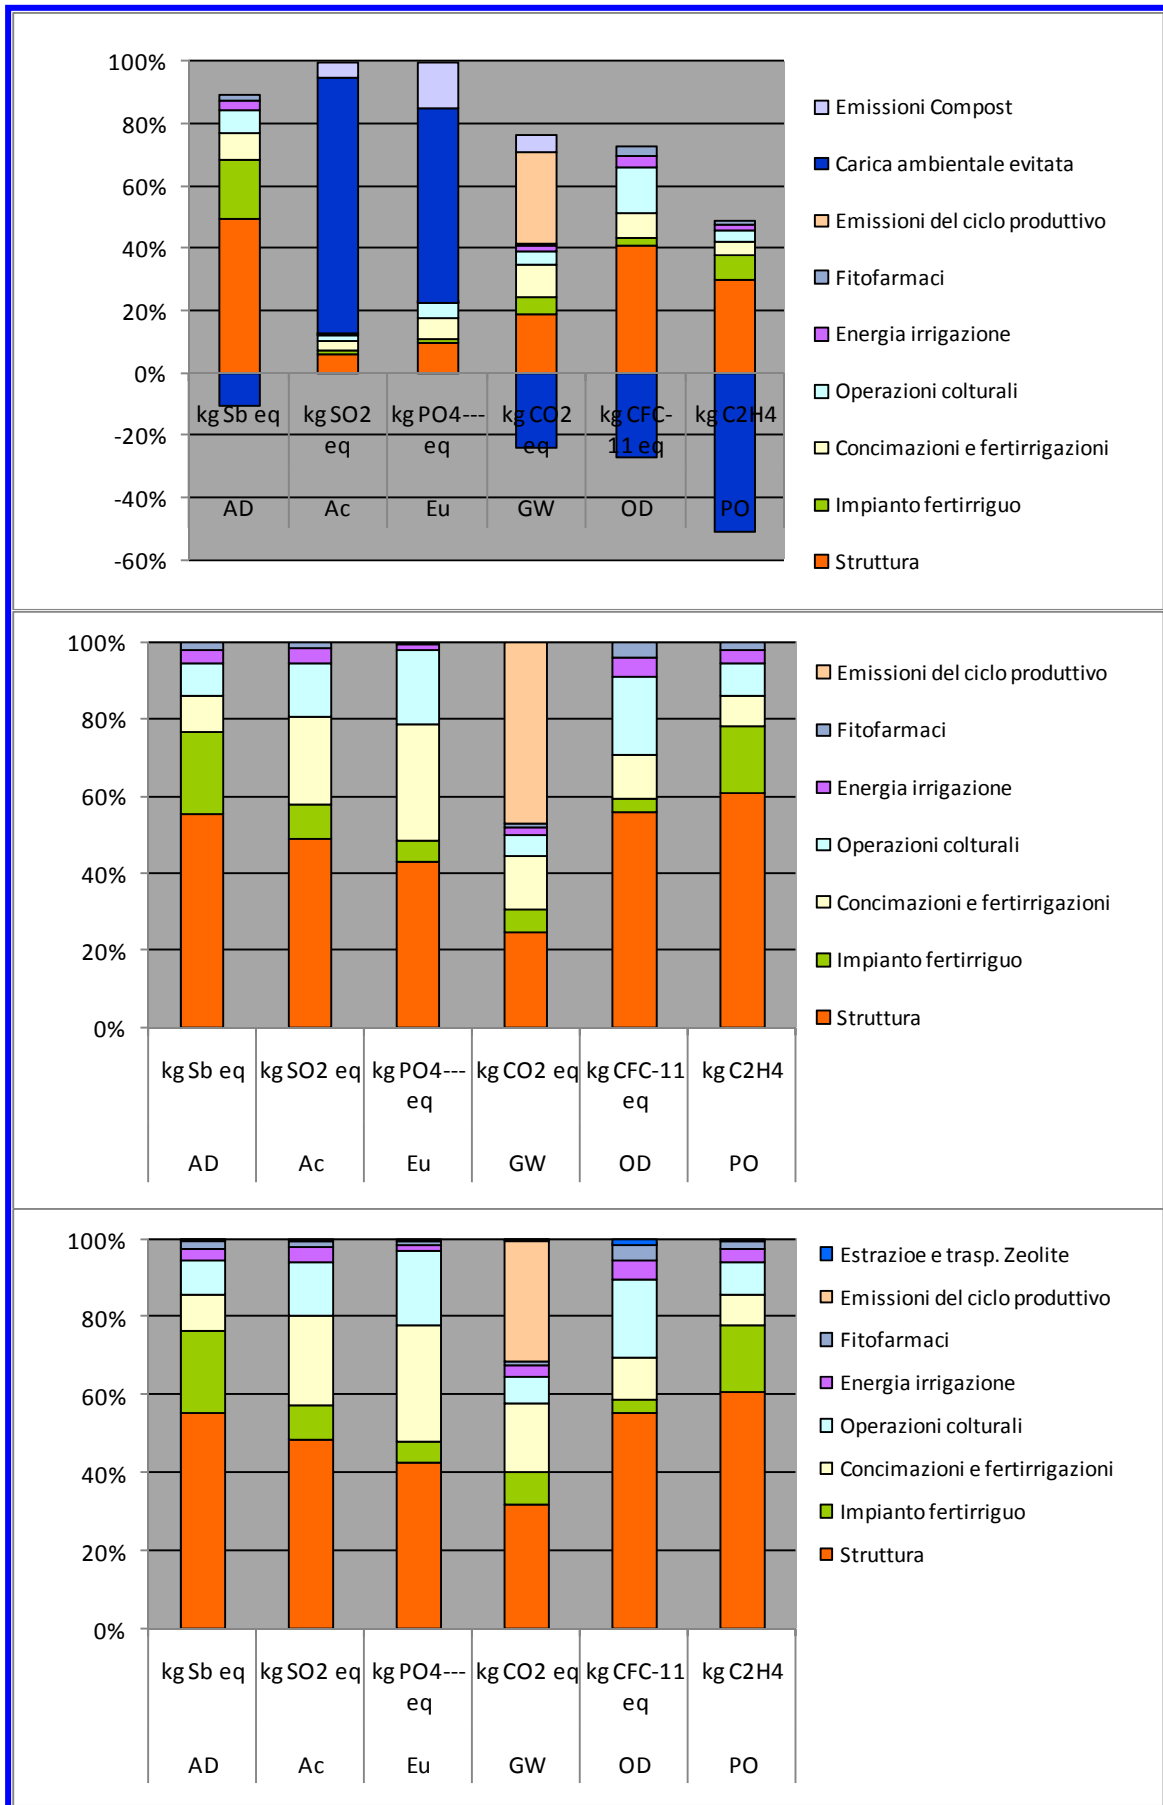 100%
80%
60%
40%
20%
0%
-20%
-40%
-60%
kg Sb eq
kg SO2 eq
kg PO4--- eq
kg CO2 eq
kg CFC-11 eq
kg C2H4
AD
Ac
Eu
GW
OD
PO
Emissioni Compost
Carica ambientale evitata
Emissioni del ciclo produttivo
Fitofarmaci
Energia irrigazione
Operazioni colturali
Concimazioni e fertirrigazioni
Impianto fertirriguo
Struttura
100%
80%
60%
40%
20%
0%
kg Sb eq
kg SO2 eq
kg PO4--- eq
kg CO2 eq
kg CFC-11 eq
kg C2H4
AD
Ac
Eu
GW
OD
PO
Emissioni del ciclo produttivo
Fitofarmaci
Energia irrigazione
Operazioni colturali
Concimazioni e fertirrigazioni
Impianto fertirriguo
Struttura
100%
80%
60%
40%
20%
0%
kg Sb eq
kg SO2 eq
kg PO4--- eq
kg CO2 eq
kg CFC-11 eq
kg C2H4
AD
Ac
Eu
GW
OD
PO
Estrazioe e trasp. Zeolite
Emissioni del ciclo produttivo
Fitofarmaci
Energia irrigazione
Operazioni colturali
Concimazioni e fertirrigazioni
Impianto fertirriguo
Struttura